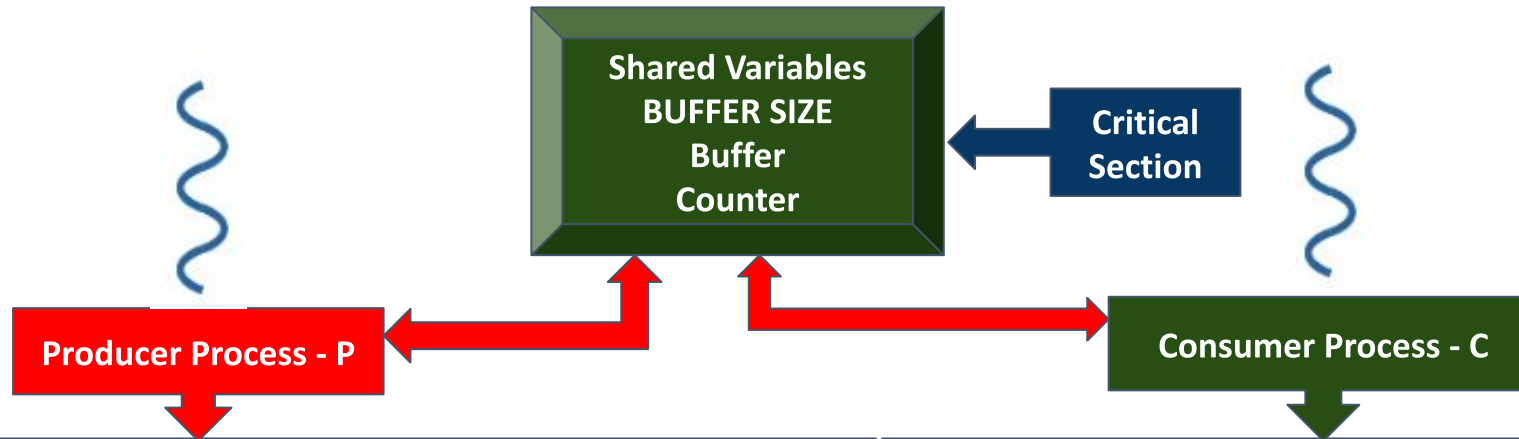 Shared Variables
BUFFER SIZE
Buffer
Counter
Critical
Section
Producer Process - P
Consumer Process - C